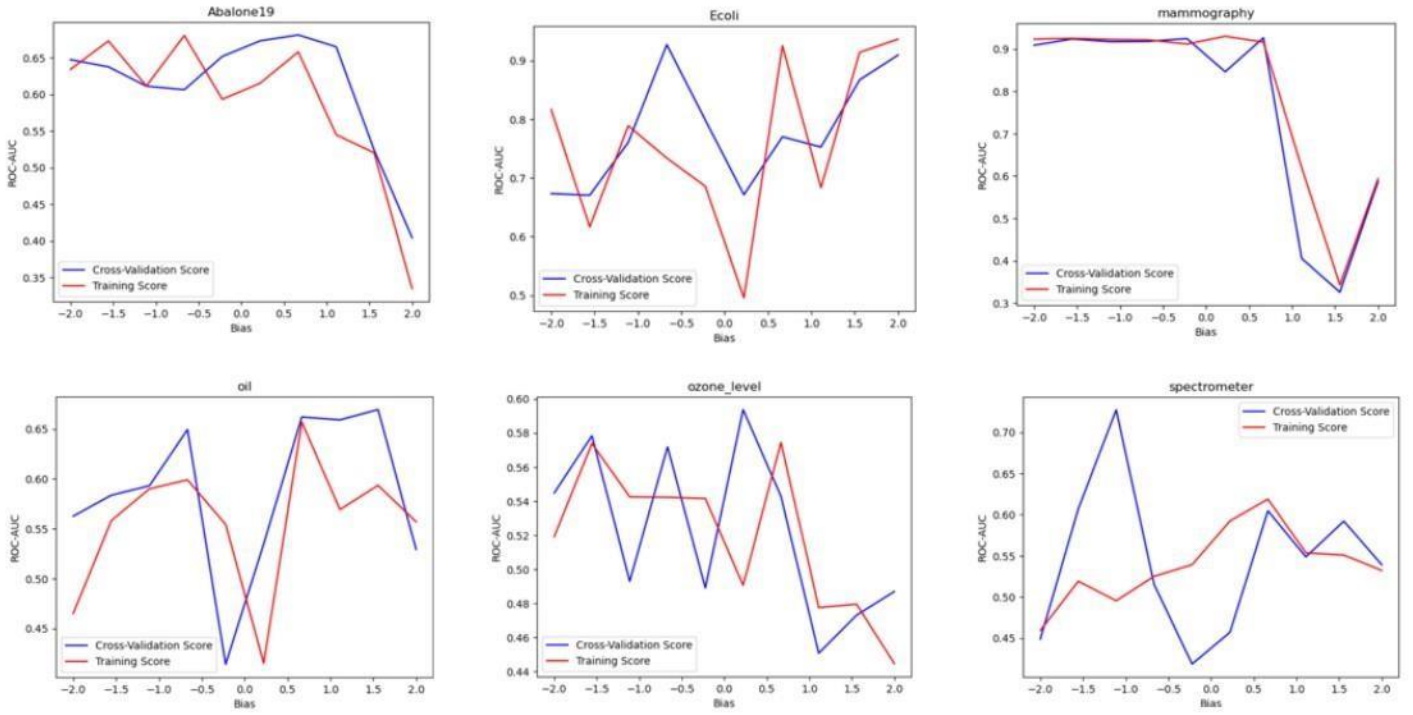 Abalone19
ROC-AUC
0.65
0.60
0.55
0.50
0.45
0.40
0.35
Cross-Validation Score
Training Score
−2.0 −1.5 −1.0 −0.5 0.0 0.5 1.0 1.5 2.0
Bias
Ecoli
ROC-AUC
0.9
0.8
0.7
0.6
0.5
Cross-Validation Score
Training Score
−2.0 −1.5 −1.0 −0.5 0.0 0.5 1.0 1.5 2.0
Bias
mammography
ROC-AUC
0.9
0.8
0.7
0.6
0.5
0.4
0.3
Cross-Validation Score
Training Score
−2.0 −1.5 −1.0 −0.5 0.0 0.5 1.0 1.5 2.0
Bias
oil
ROC-AUC
0.65
0.60
0.55
0.50
0.45
Cross-Validation Score
Training Score
−2.0 −1.5 −1.0 −0.5 0.0 0.5 1.0 1.5 2.0
Bias
ozone_level
ROC-AUC
0.60
0.58
0.56
0.54
0.52
0.50
0.48
0.46
0.44
Cross-Validation Score
Training Score
−2.0 −1.5 −1.0 −0.5 0.0 0.5 1.0 1.5 2.0
Bias
spectrometer
ROC-AUC
0.70
0.65
0.60
0.55
0.50
0.45
Cross-Validation Score
Training Score
−2.0 −1.5 −1.0 −0.5 0.0 0.5 1.0 1.5 2.0
Bias